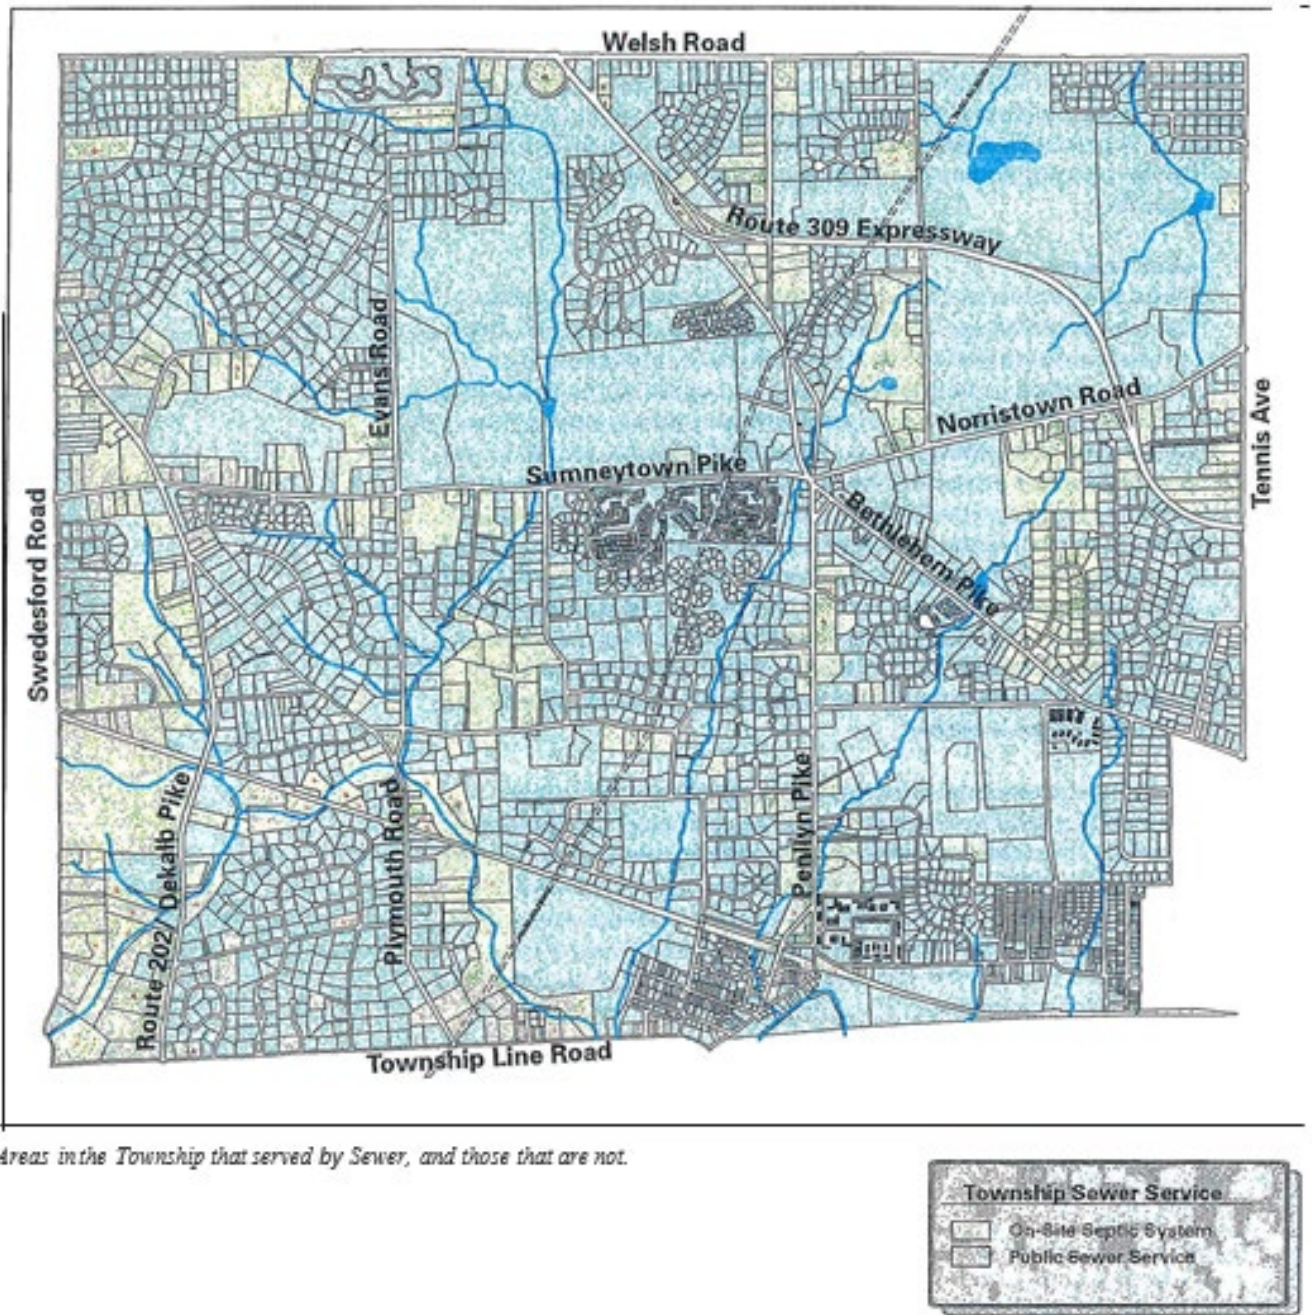 Welsh Road
Route 309 Expressway
Evans Road
Norristown Road
Tennis Ave
Sumneytown Pike
Bethlehem Pike
Swedesford Road
Route 202/ Dekalb Pike
Plymouth Road
Penllyn Pike
Township Line Road
Areas in the Township that served by Sewer, and those that are not.
Township Sewer Service
On-Site Septic System
Public Sewer Service